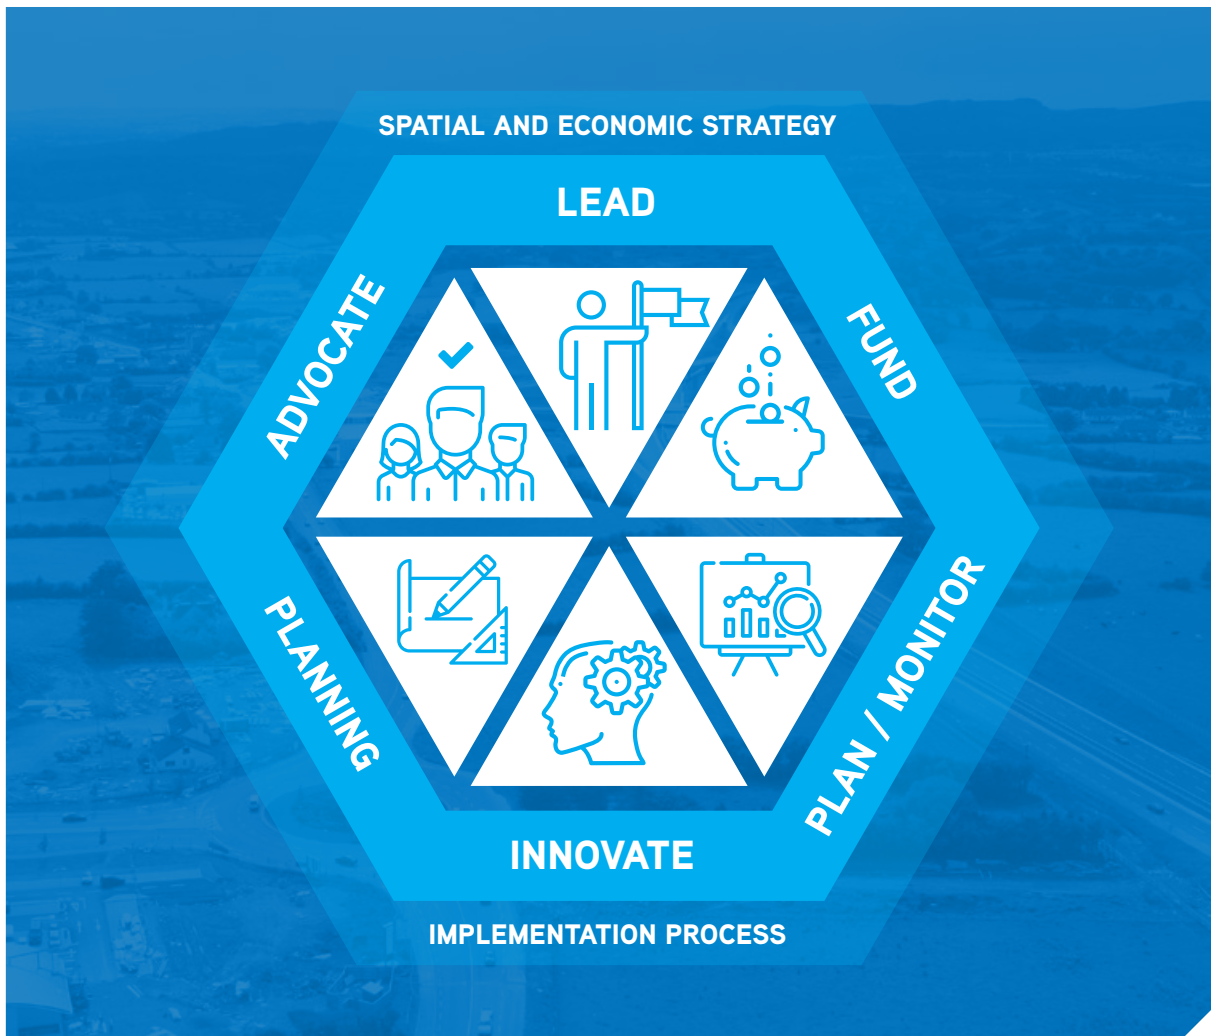 SPATIAL AND ECONOMIC STRATEGY
LEAD
ADVOCATE
FUND
PLANNING
PLAN / MONITOR
INNOVATE
IMPLEMENTATION PROCESS